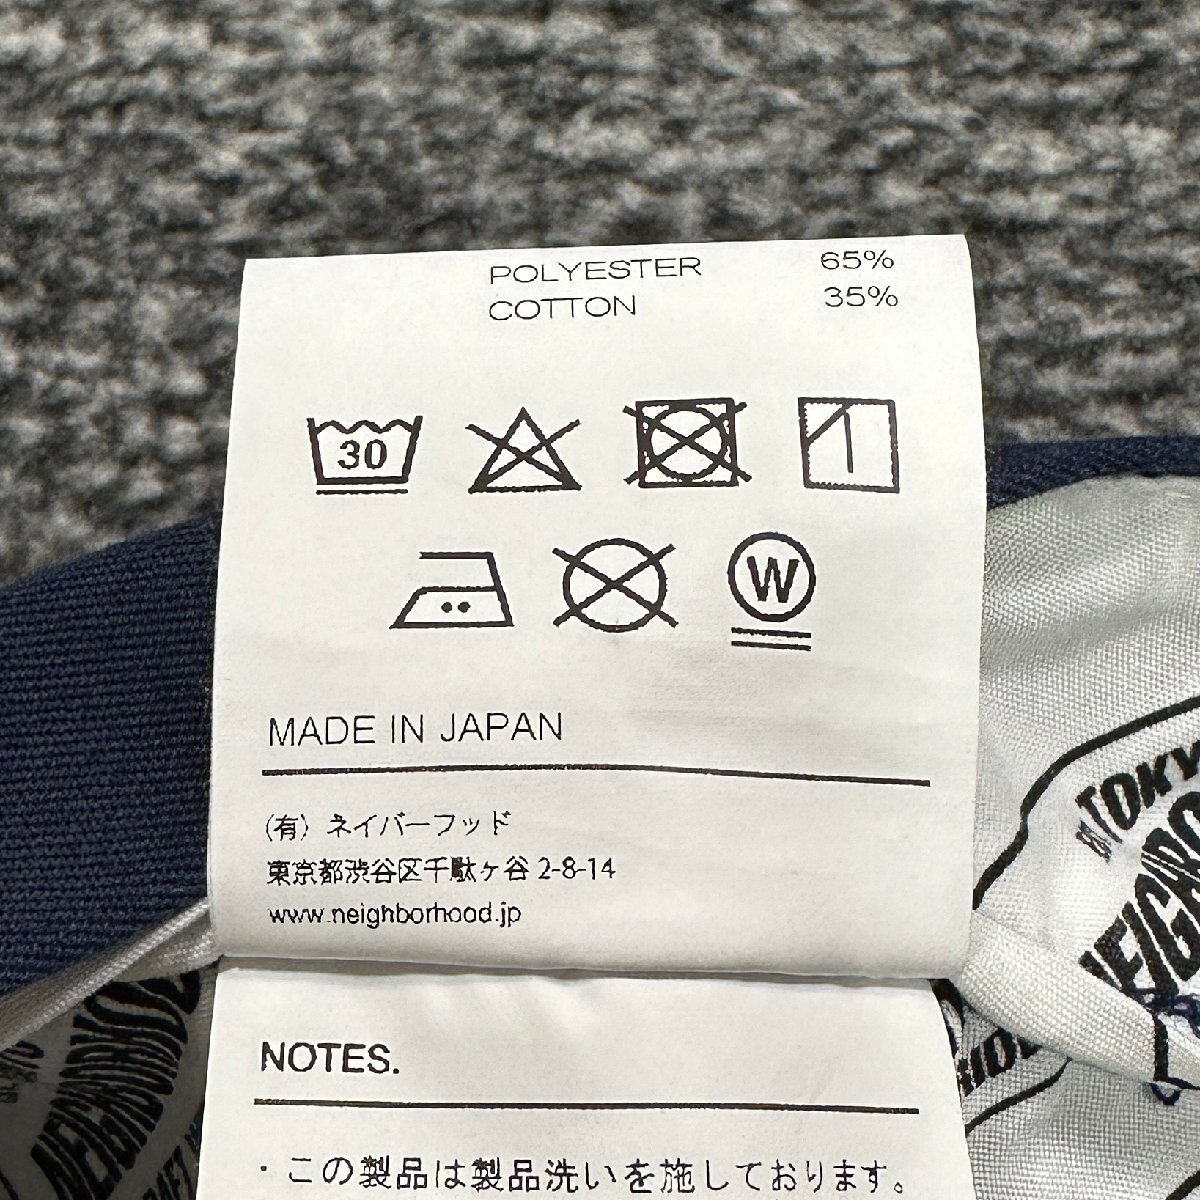 POLYESTER 65%
COTTON 35%
30
W
MADE IN JAPAN
(有) ネイバーフッド
東京都渋谷区千駄ヶ谷 2-8-14
www.neighborhood.jp
NOTES.
・この製品は製品洗いを施しております。
NEIGHBORHOOD